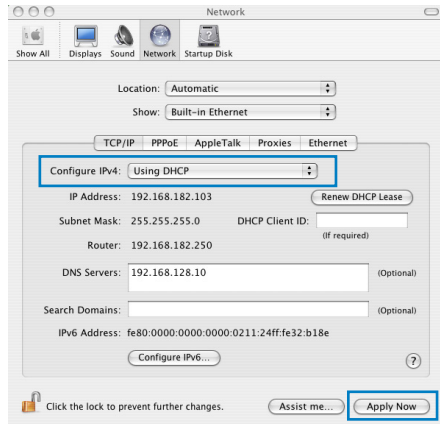 Network
Show All Displays Sound Network Startup Disk
Location: Automatic
Show: Built-in Ethernet
TCP/IP PPPoE AppleTalk Proxies Ethernet
Configure IPv4: Using DHCP
IP Address: 192.168.182.103 Renew DHCP Lease
Subnet Mask: 255.255.255.0 DHCP Client ID:
(If required)
Router: 192.168.182.250
DNS Servers: 192.168.128.10 (Optional)
Search Domains: (Optional)
IPv6 Address: fe80:0000:0000:0000:0211:24ff:fe32:b18e
Configure IPv6... ?
Click the lock to prevent further changes. Assist me... Apply Now